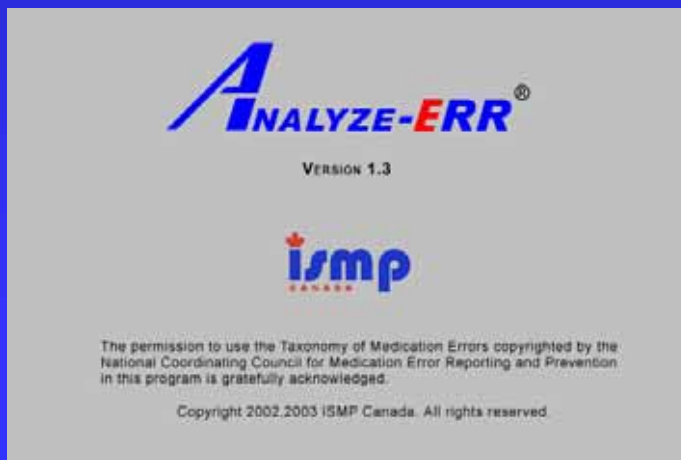 ANALYZE-ERR®
VERSION 1.3
ismp
CANADA
The permission to use the Taxonomy of Medication Errors copyrighted by the
National Coordinating Council for Medication Error Reporting and Prevention
in this program is gratefully acknowledged.
Copyright 2002,2003 ISMP Canada. All rights reserved.